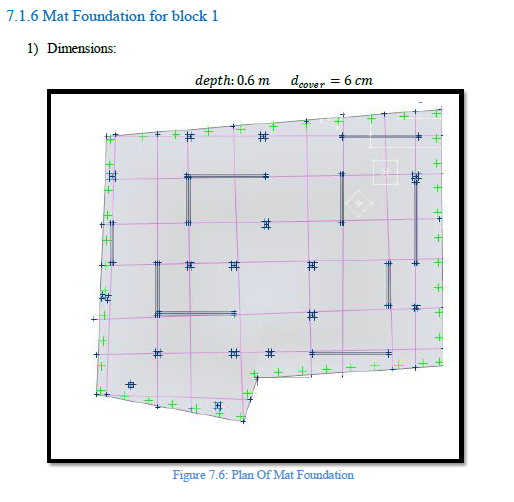 7.1.6 Mat Foundation for block 1
1) Dimensions:
depth: 0.6 m d_cover = 6 cm
Figure 7.6: Plan Of Mat Foundation